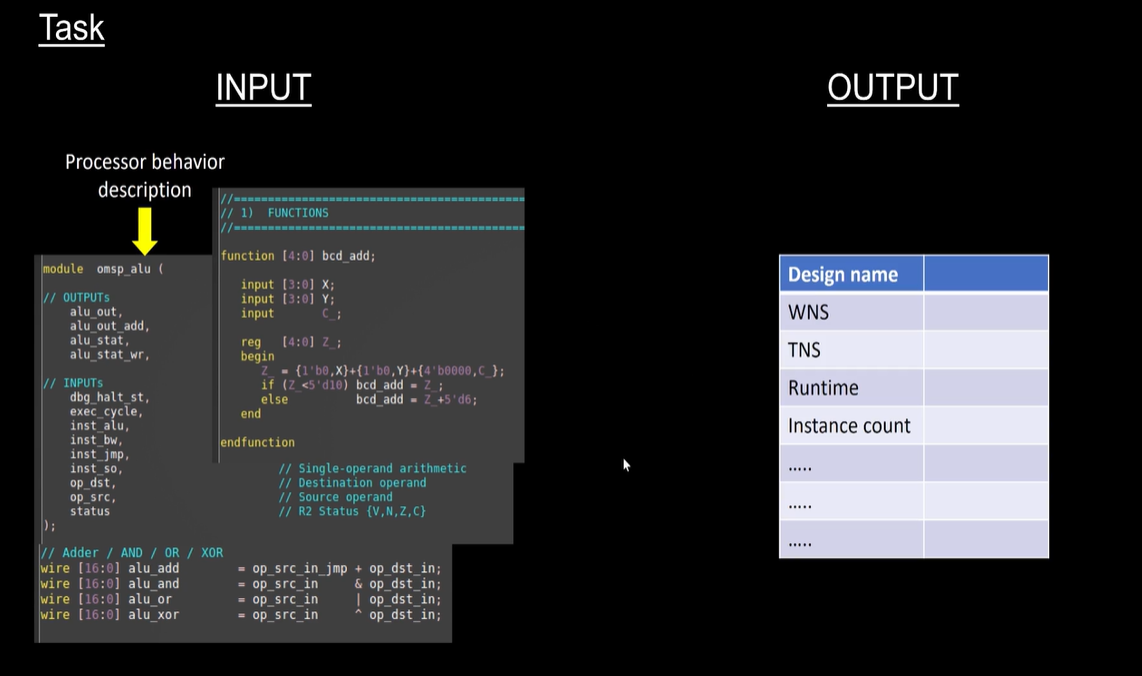 Task
INPUT
OUTPUT
Processor behavior
description
//==========================================
// 1) FUNCTIONS
//==========================================
function [4:0] bcd_add;
input [3:0] X;
input [3:0] Y;
input C_;
reg [4:0] Z_;
begin
Z_ = {1'b0,X}+{1'b0,Y}+{4'b0000,C_};
if (Z_<5'd10) bcd_add = Z_;
else bcd_add = Z_+5'd6;
end
endfunction
module omsp_alu (
// OUTPUTs
alu_out,
alu_out_add,
alu_stat,
alu_stat_wr,
// INPUTs
dbg_halt_st,
exec_cycle,
inst_alu,
inst_bw,
inst_jmp,
inst_so, // Single-operand arithmetic
op_dst, // Destination operand
op_src, // Source operand
status // R2 Status {V,N,Z,C}
);
// Adder / AND / OR / XOR
wire [16:0] alu_add = op_src_in_jmp + op_dst_in;
wire [16:0] alu_and = op_src_in & op_dst_in;
wire [16:0] alu_or = op_src_in | op_dst_in;
wire [16:0] alu_xor = op_src_in ^ op_dst_in;
Design name
WNS
TNS
Runtime
Instance count
.....
.....
.....